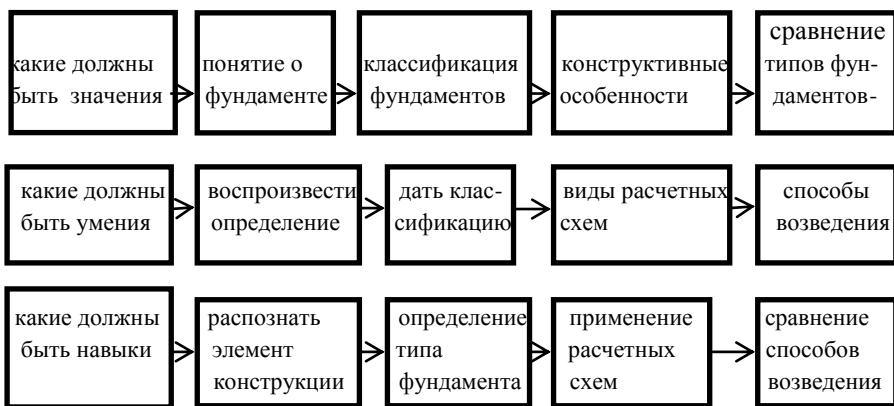 какие должны
быть значения
понятие о
фундаменте
классификация
фундаментов
конструктивные
особенности
сравнение
типов фун-
даментов-
какие должны
быть умения
воспроизвести
определение
дать клас-
сификацию
виды расчетных
схем
способы
возведения
какие должны
быть навыки
распознать
элемент
конструкции
определение
типа
фундамента
применение
расчетных
схем
сравнение
способов
возведения